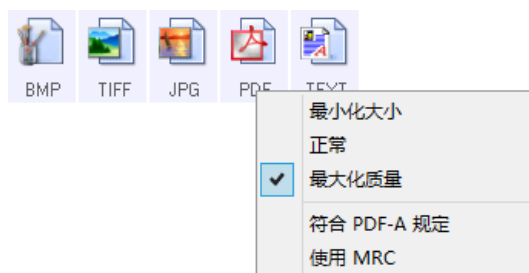 BMP TIFF JPG PDF TEXT
最小化大小
正常
最大化质量
符合 PDF-A 规定
使用 MRC